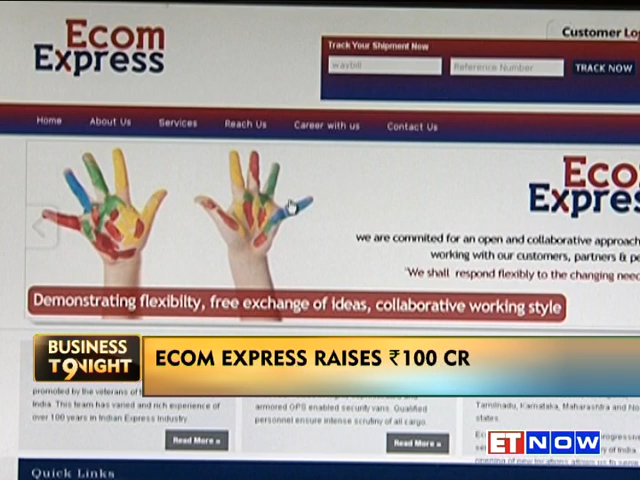 Ecom
Express
Customer Lo
Track Your Shipment Now
waybill
Reference Number
TRACK NOW
Home
About Us
Services
Reach Us
Career with us
Contact Us
Eco
Expres
we are commited for an open and collaborative approach
working with our customers, partners & pe
"We shall respond flexibly to the changing need
Demonstrating flexibilty, free exchange of ideas, collaborative working style
BUSINESS
T9NIGHT
ECOM EXPRESS RAISES ₹100 CR
promoted by the veterans of
India. This team has varied and rich experience of
over 100 years in Indian Express Industry.
Read More »
armored GPS enabled security vans. Qualified
personnel ensure intense scrutiny of all cargo.
Read More »
Tamilnadu, Karnataka, Maharashtra and No
states
ET NOW
Quick Links